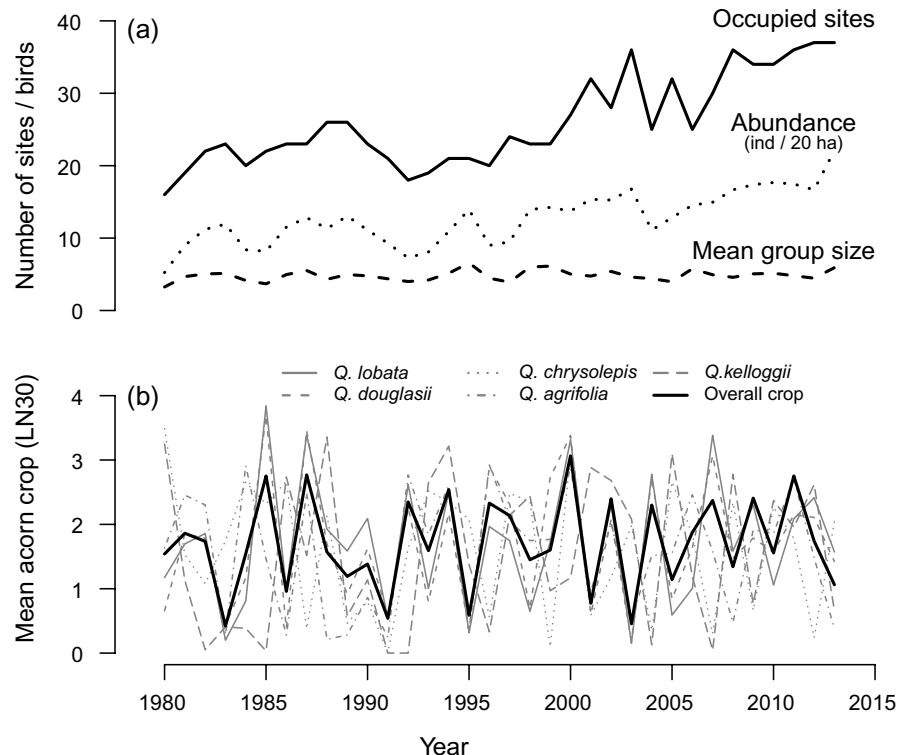 (a)
Number of sites / birds
40
30
20
10
0
Occupied sites
Abundance
(ind / 20 ha)
Mean group size
(b)
Mean acorn crop (LN30)
4
3
2
1
0
Q. lobata
Q. chrysolepis
Q.kelloggii
Q. douglasii
Q. agrifolia
Overall crop
1980 1985 1990 1995 2000 2005 2010 2015
Year